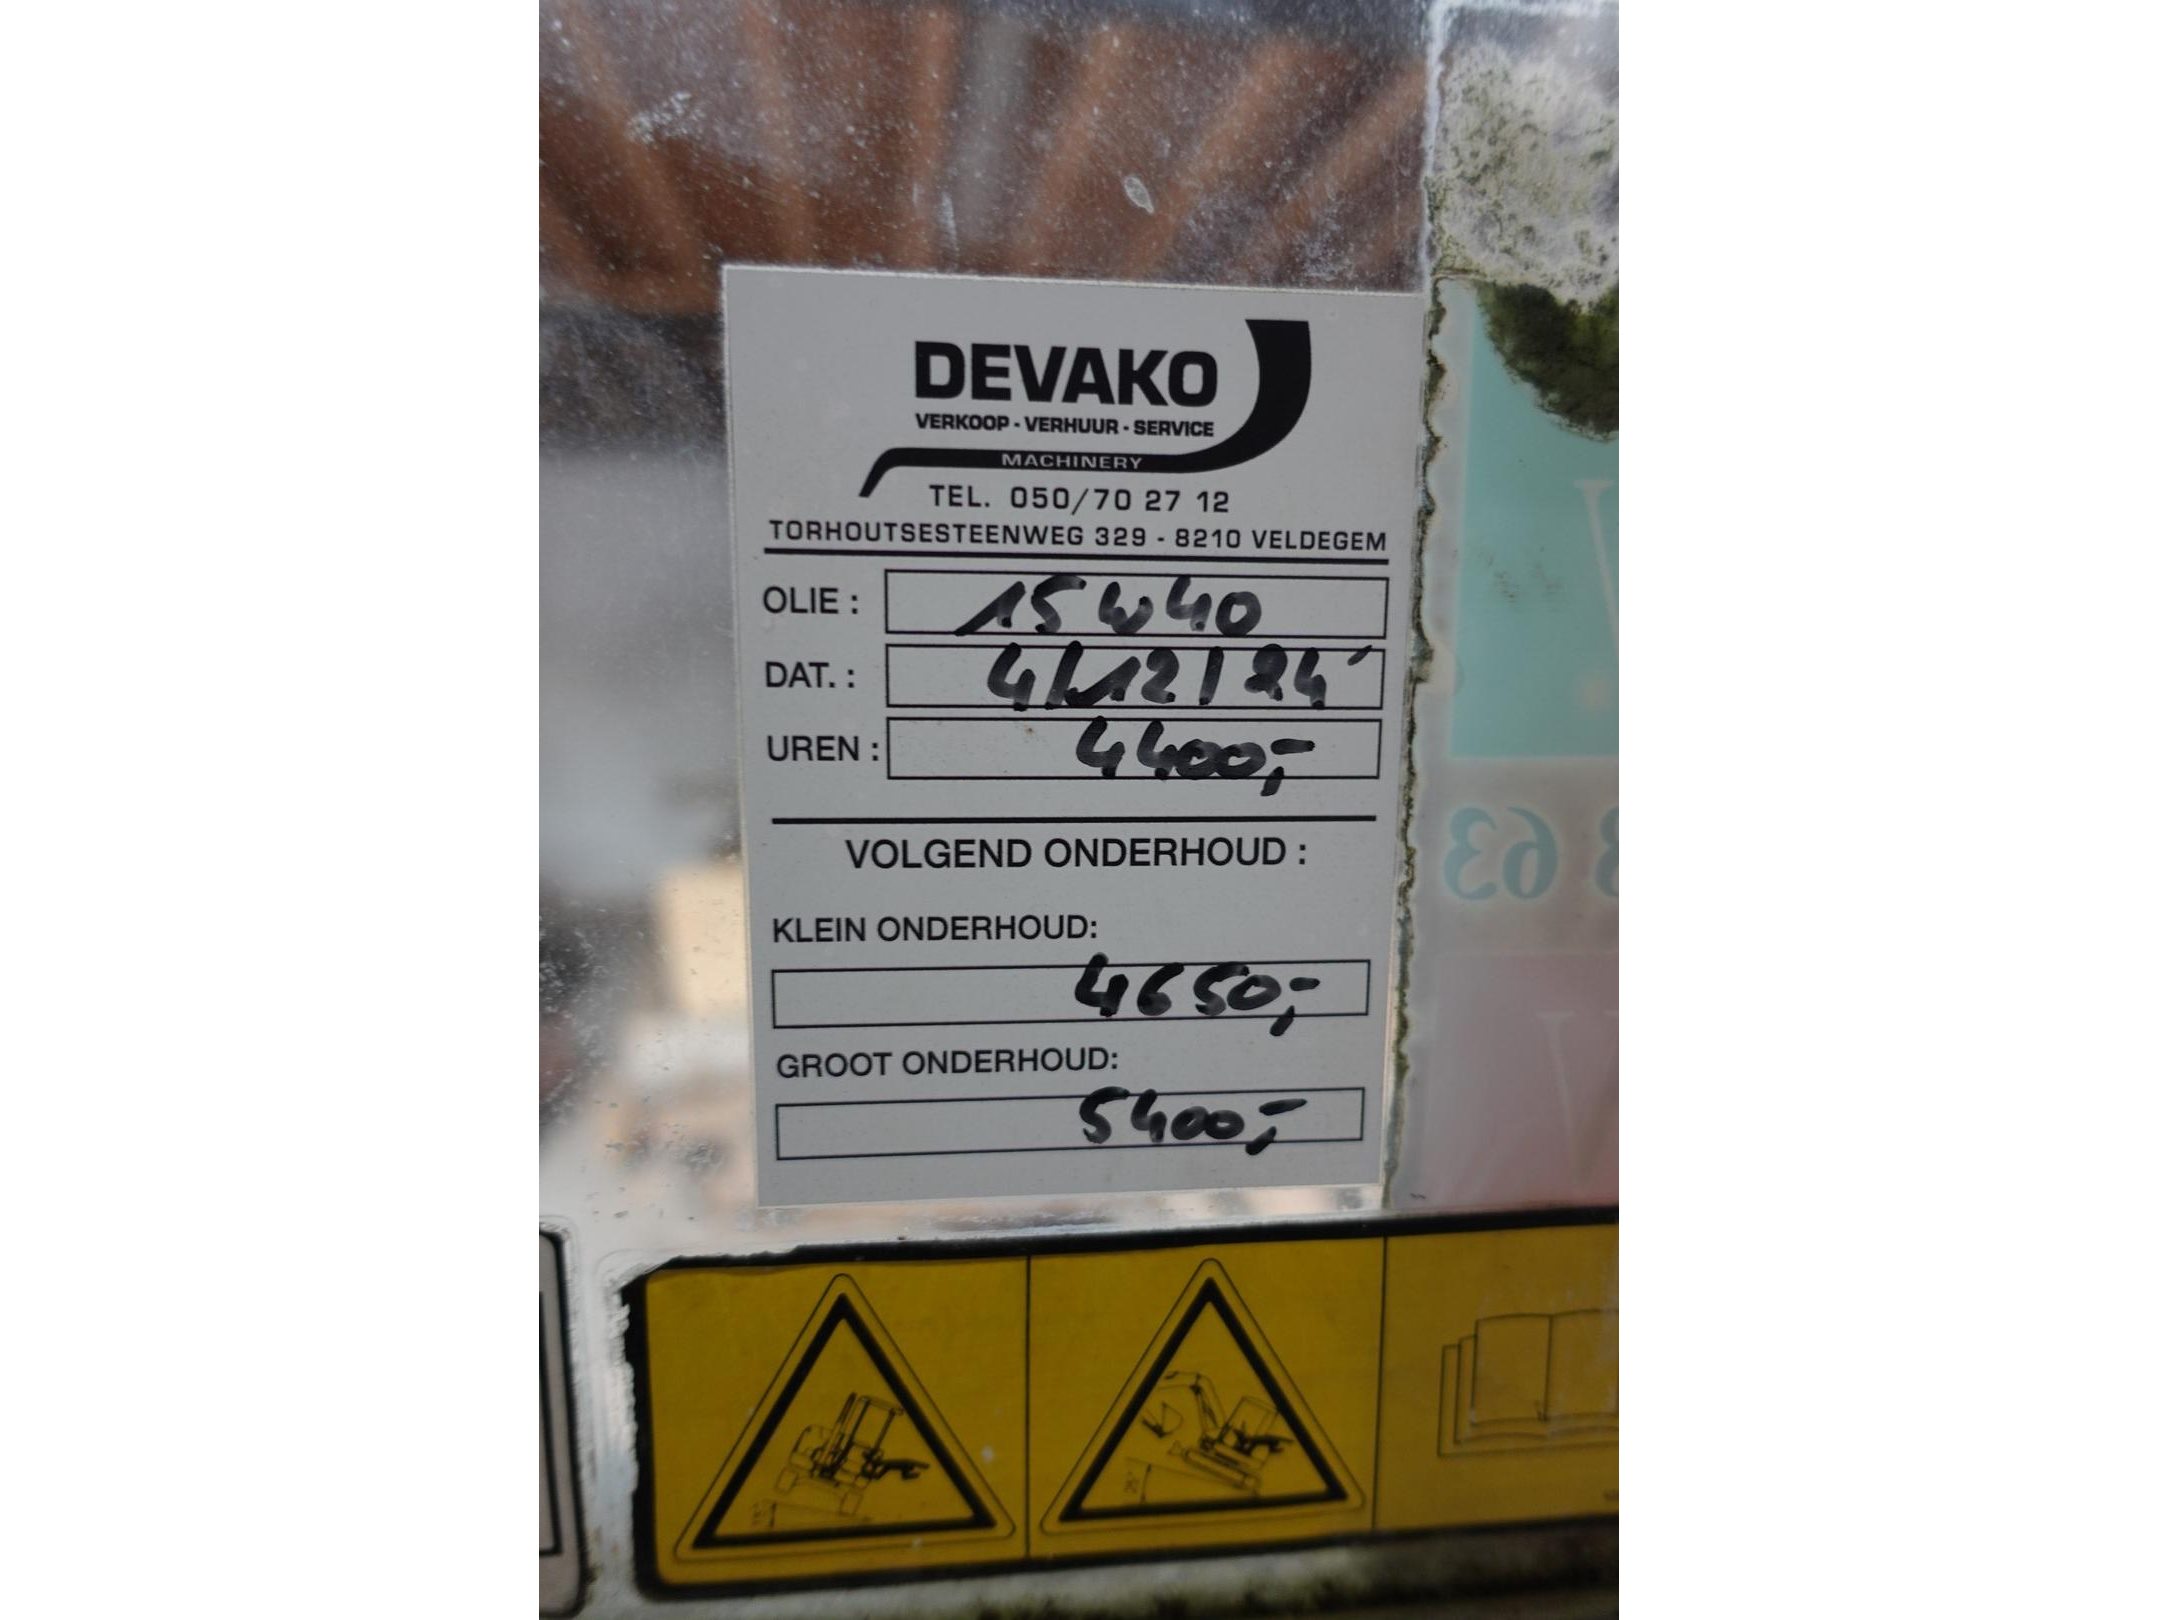 DEVAKO
VERKOOP - VERHUUR - SERVICE
MACHINERY
TEL. 050/70 27 12
TORHOUTSESTEENWEG 329 - 8210 VELDEGEM
OLIE : 15W40
DAT. : 4/12/24
UREN : 4400,-
VOLGEND ONDERHOUD :
KLEIN ONDERHOUD:
4650,-
GROOT ONDERHOUD:
5400,-
63